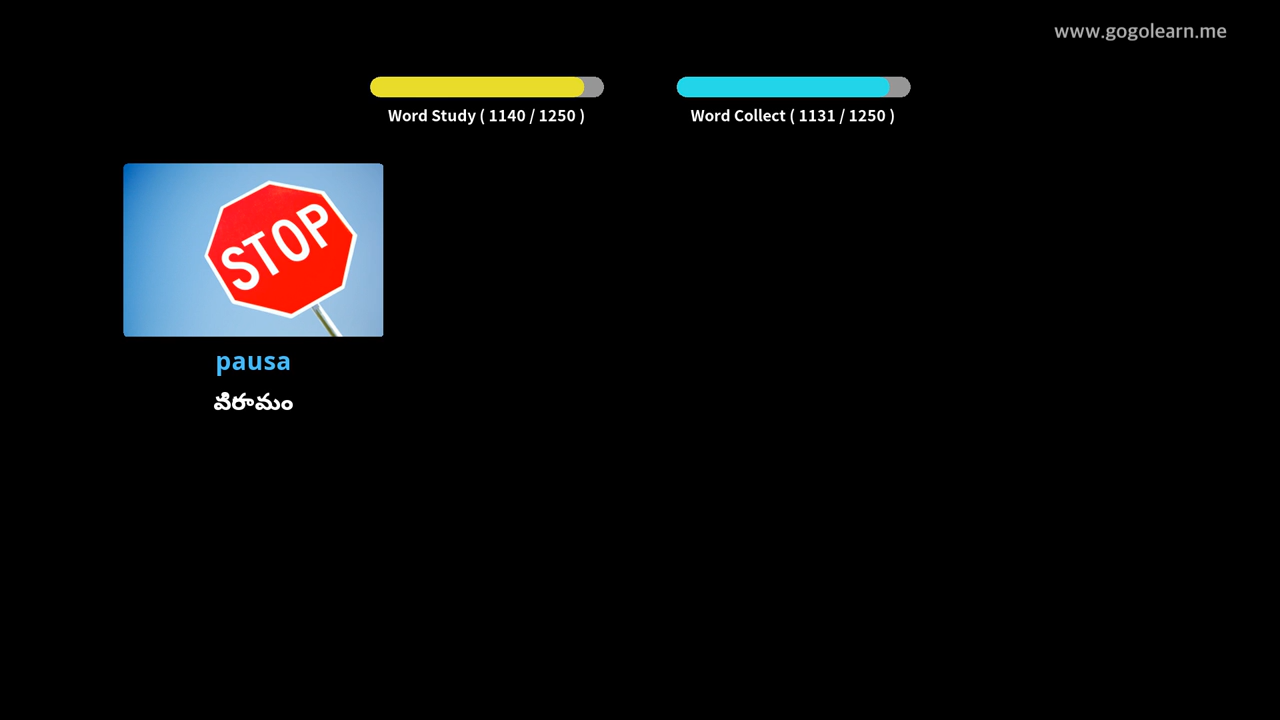 www.gogolearn.me
Word Study ( 1140 / 1250 )
Word Collect ( 1131 / 1250 )
STOP
pausa
విరామం